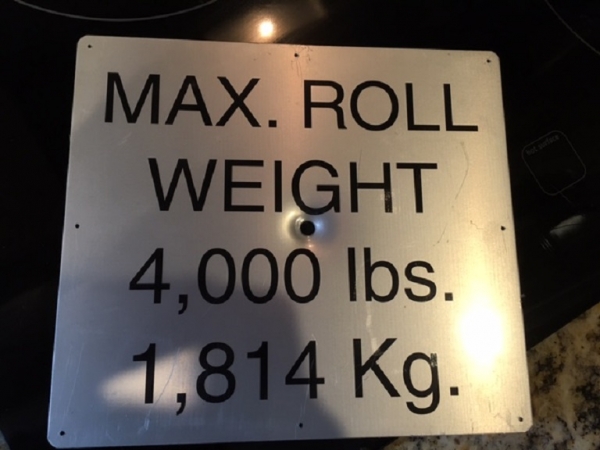 MAX. ROLL
WEIGHT
4,000 lbs.
1,814 Kg.